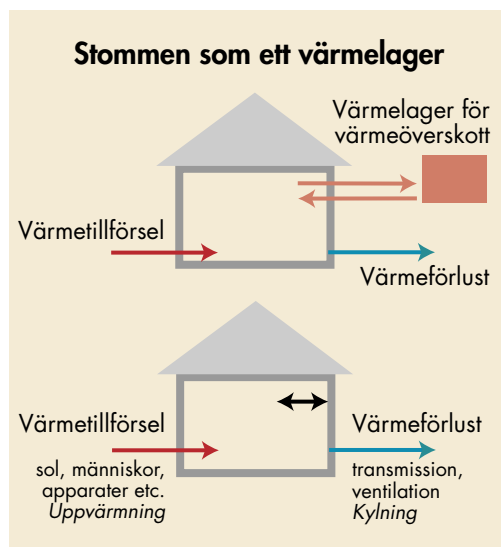 Stommen som ett värmelager
Värmelager för
värmeöverskott
Värmetillförsel
Värmeförlust
Värmetillförsel
sol, människor,
apparater etc.
Uppvärmning
Värmeförlust
transmission,
ventilation
Kylning